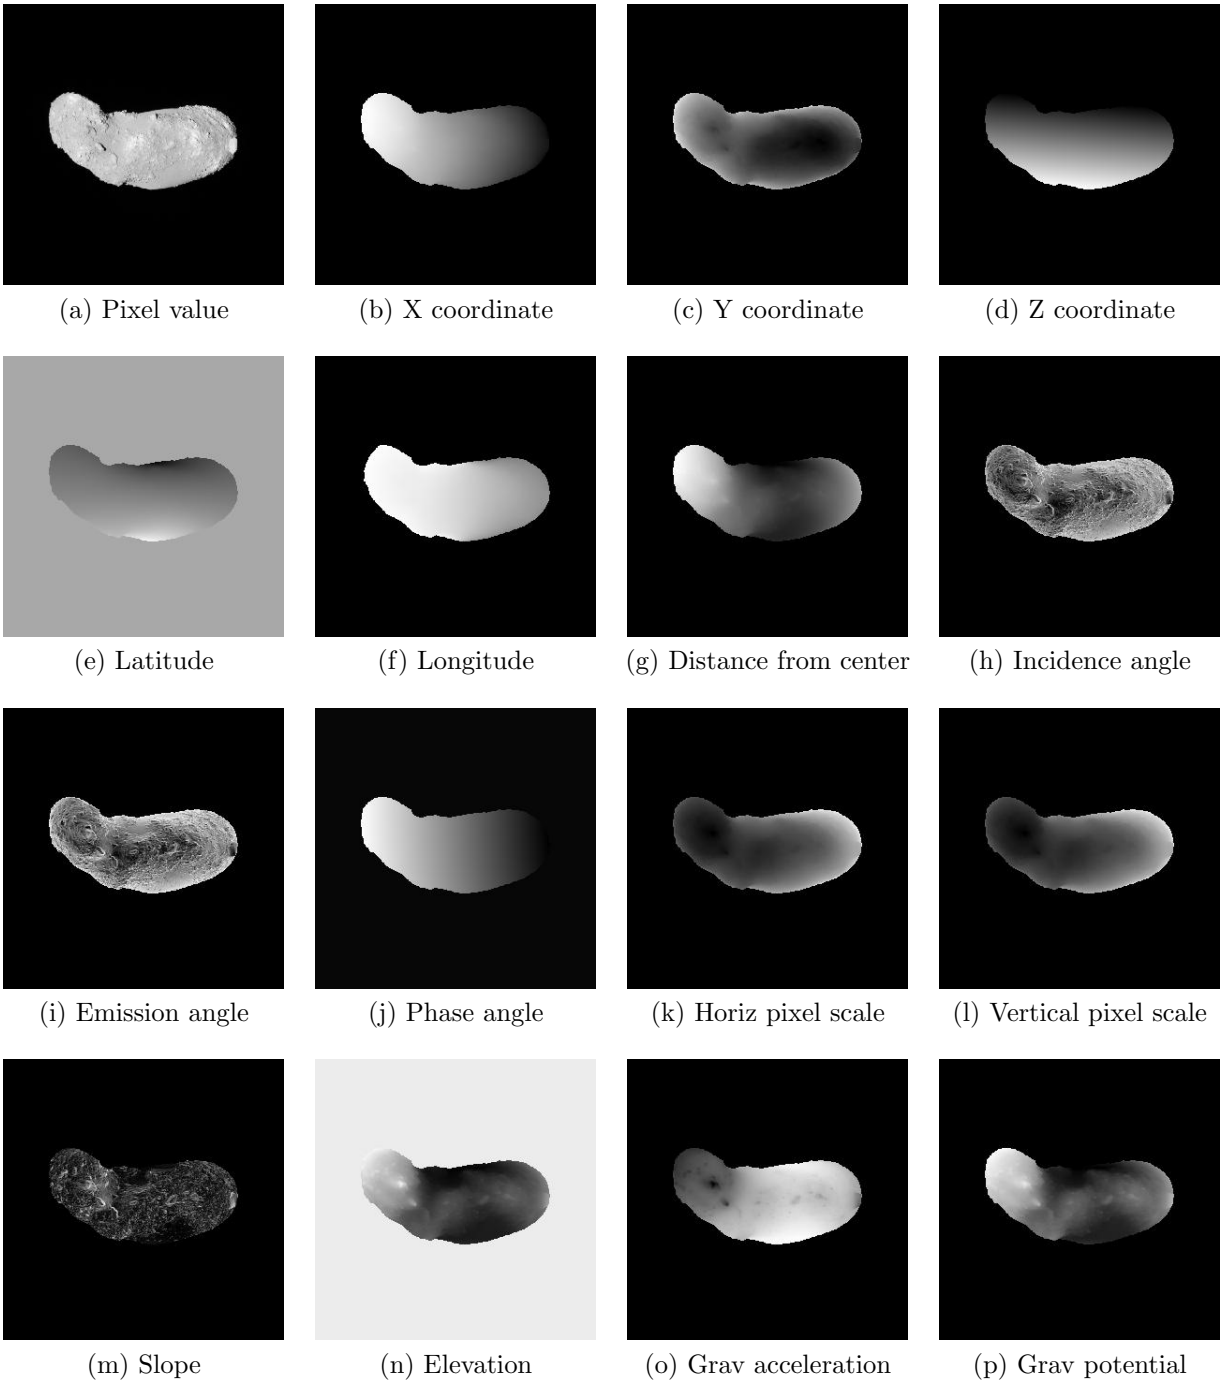 (a) Pixel value
(b) X coordinate
(c) Y coordinate
(d) Z coordinate
(e) Latitude
(f) Longitude
(g) Distance from center
(h) Incidence angle
(i) Emission angle
(j) Phase angle
(k) Horiz pixel scale
(l) Vertical pixel scale
(m) Slope
(n) Elevation
(o) Grav acceleration
(p) Grav potential